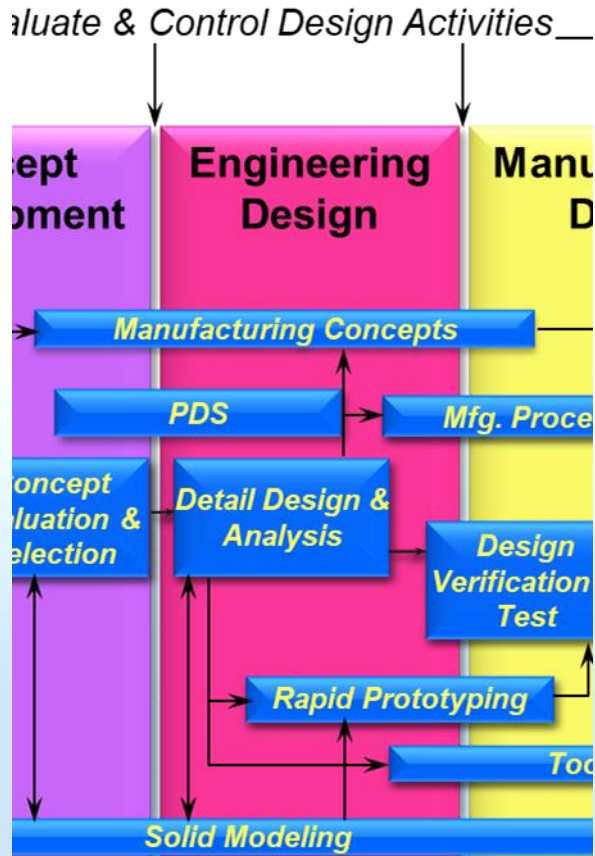 aluate & Control Design Activities
cept
pment
Engineering
Design
Manu
D
Manufacturing Concepts
PDS
Mfg. Proce
oncept
luation &
election
Detail Design &
Analysis
Design
Verification
Test
Rapid Prototyping
Too
Solid Modeling